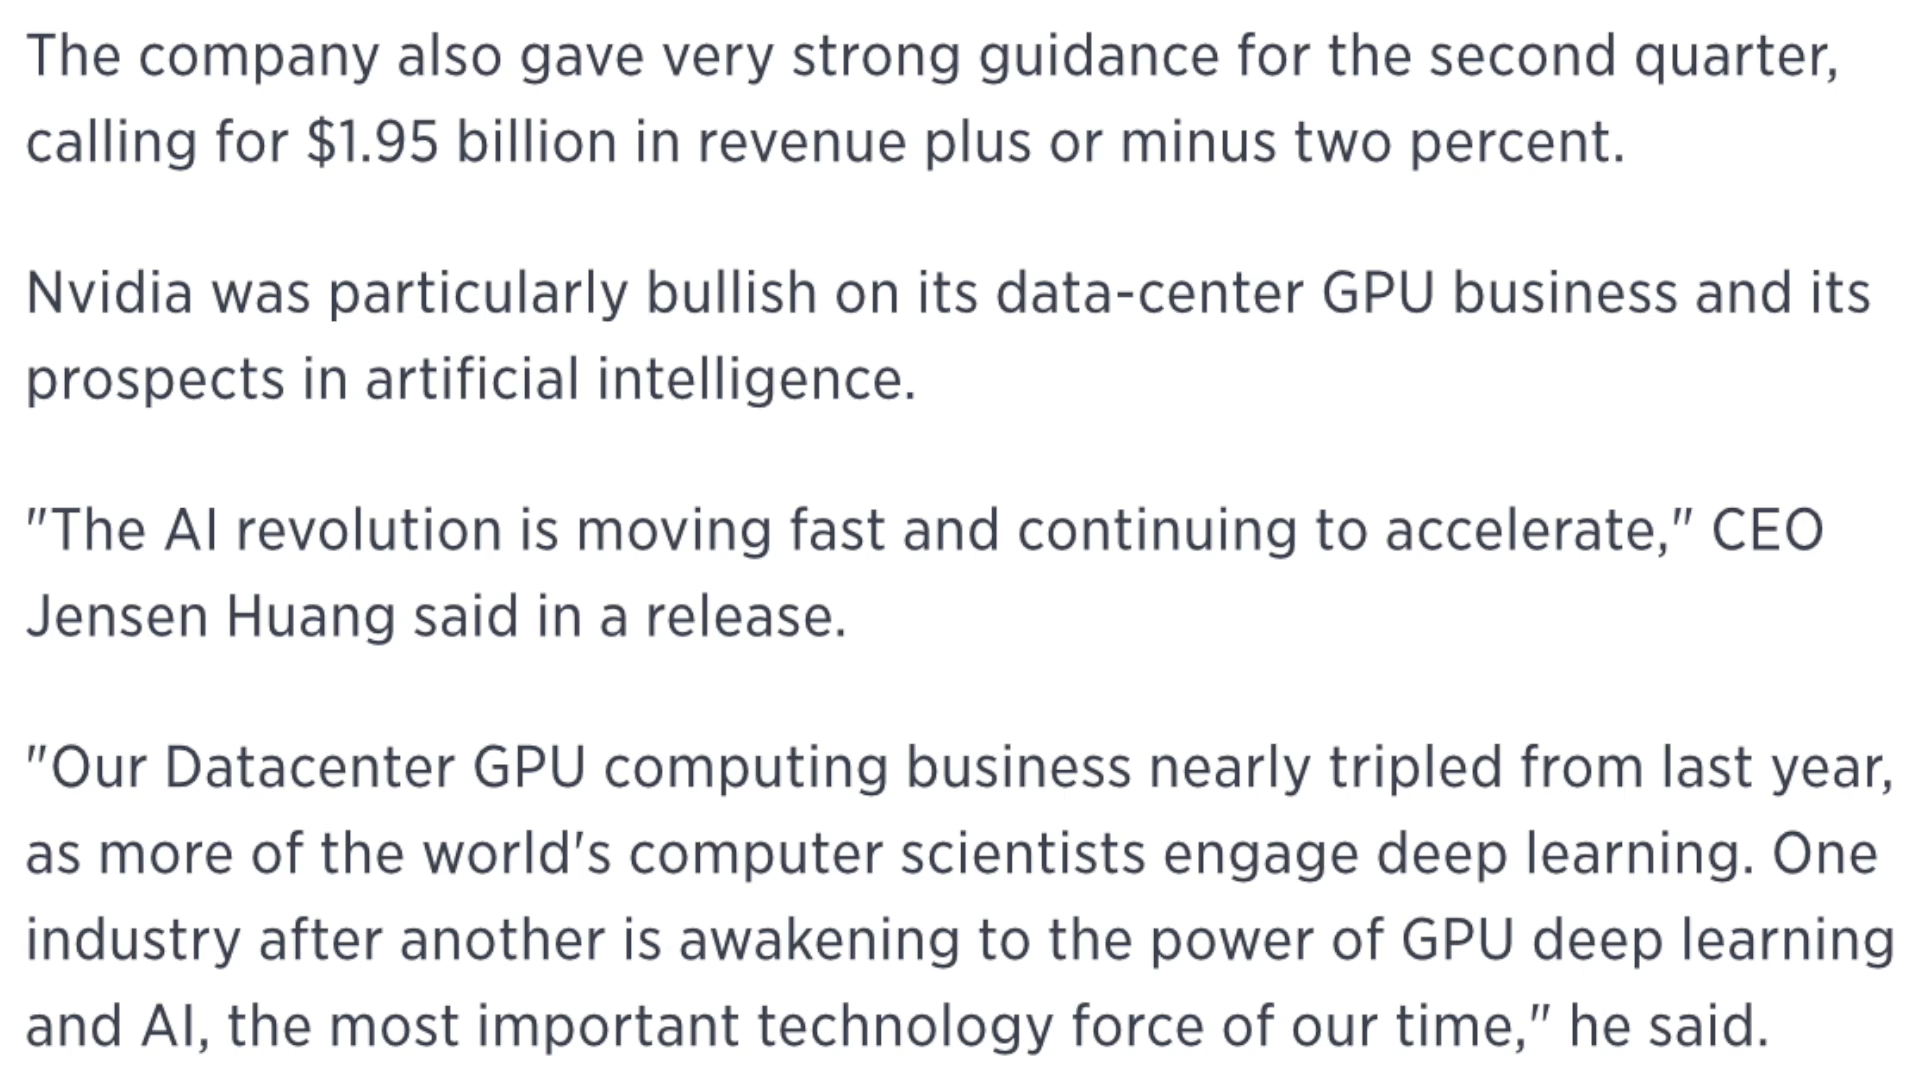 The company also gave very strong guidance for the second quarter,
calling for $1.95 billion in revenue plus or minus two percent.
Nvidia was particularly bullish on its data-center GPU business and its
prospects in artificial intelligence.
"The AI revolution is moving fast and continuing to accelerate," CEO
Jensen Huang said in a release.
"Our Datacenter GPU computing business nearly tripled from last year,
as more of the world's computer scientists engage deep learning. One
industry after another is awakening to the power of GPU deep learning
and AI, the most important technology force of our time," he said.